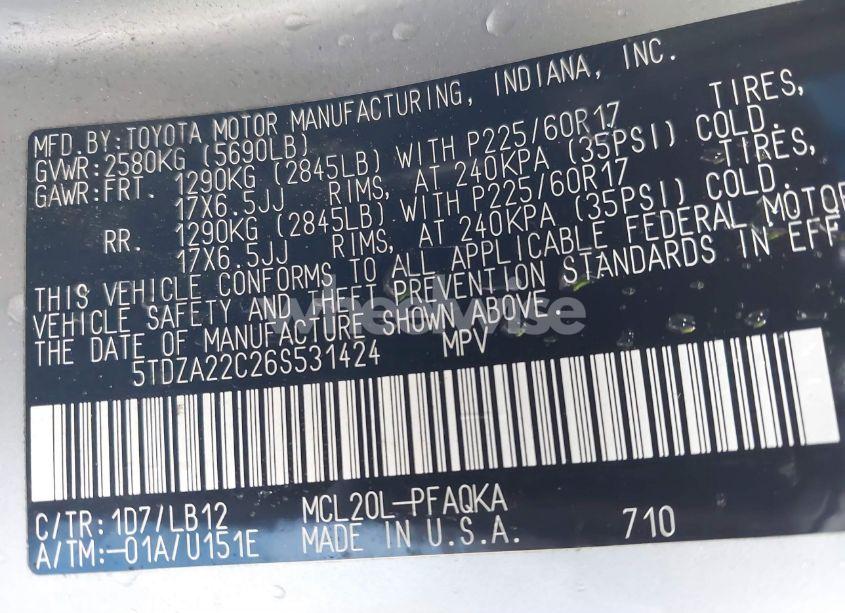 MFD.BY:TOYOTA MOTOR MANUFACTURING, INDIANA, INC.
GVWR:2580KG (5690LB)
GAWR:FRT. 1290KG (2845LB) WITH P225/60R17 TIRES,
17X6.5JJ RIMS, AT 240KPA (35PSI) COLD.
RR. 1290KG (2845LB) WITH P225/60R17 TIRES,
17X6.5JJ RIMS, AT 240KPA (35PSI) COLD.
THIS VEHICLE CONFORMS TO ALL APPLICABLE FEDERAL MOTOR
VEHICLE SAFETY AND THEFT PREVENTION STANDARDS IN EFF
THE DATE OF MANUFACTURE SHOWN ABOVE.
5TDZA22C26S531424 MPV
C/TR:1D7/LB12 MCL20L-PFAQKA
A/TM:-01A/U151E MADE IN U.S.A. 710
wheelwise